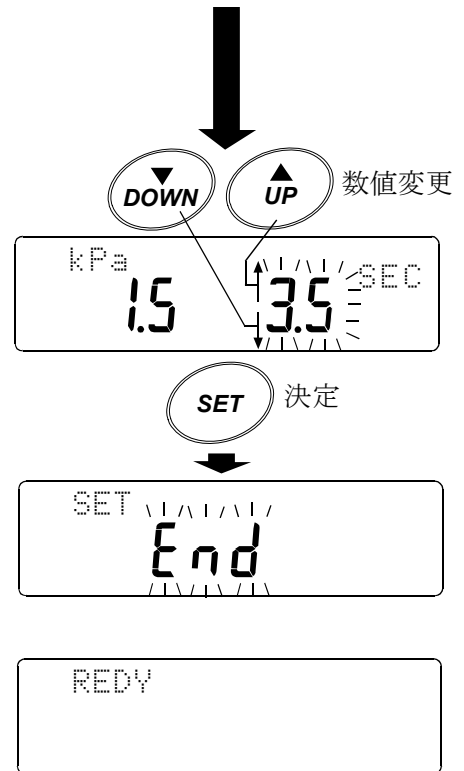 DOWN UP 数値変更
kPa 1.5 3.5 SEC
SET 決定
SET End
REDY